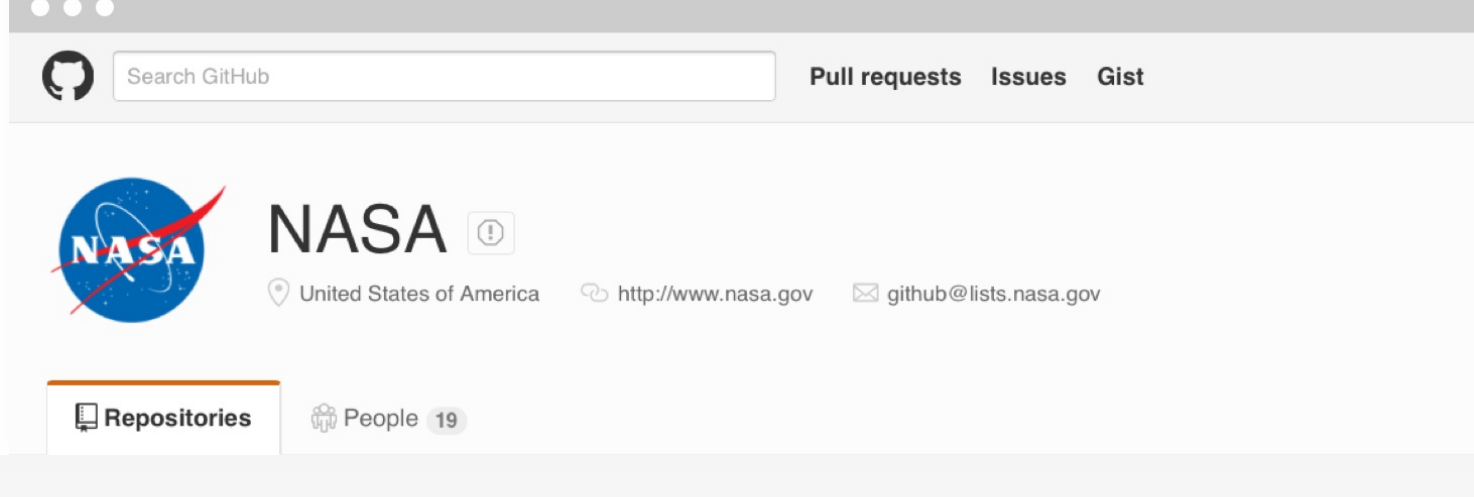 Search GitHub Pull requests Issues Gist
NASA NASA
United States of America http://www.nasa.gov github@lists.nasa.gov
Repositories People 19